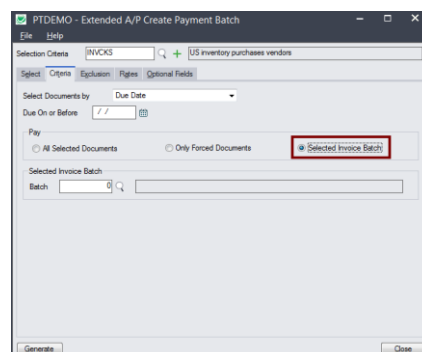 PTDEMO - Extended A/P Create Payment Batch
File Help
Selection Criteria INVCKS US inventory purchases vendors
Select Criteria Exclusion Rates Optional Fields
Select Documents by Due Date
Due On or Before / /
Pay
All Selected Documents Only Forced Documents Selected Invoice Batch
Selected Invoice Batch
Batch 0
Generate Close